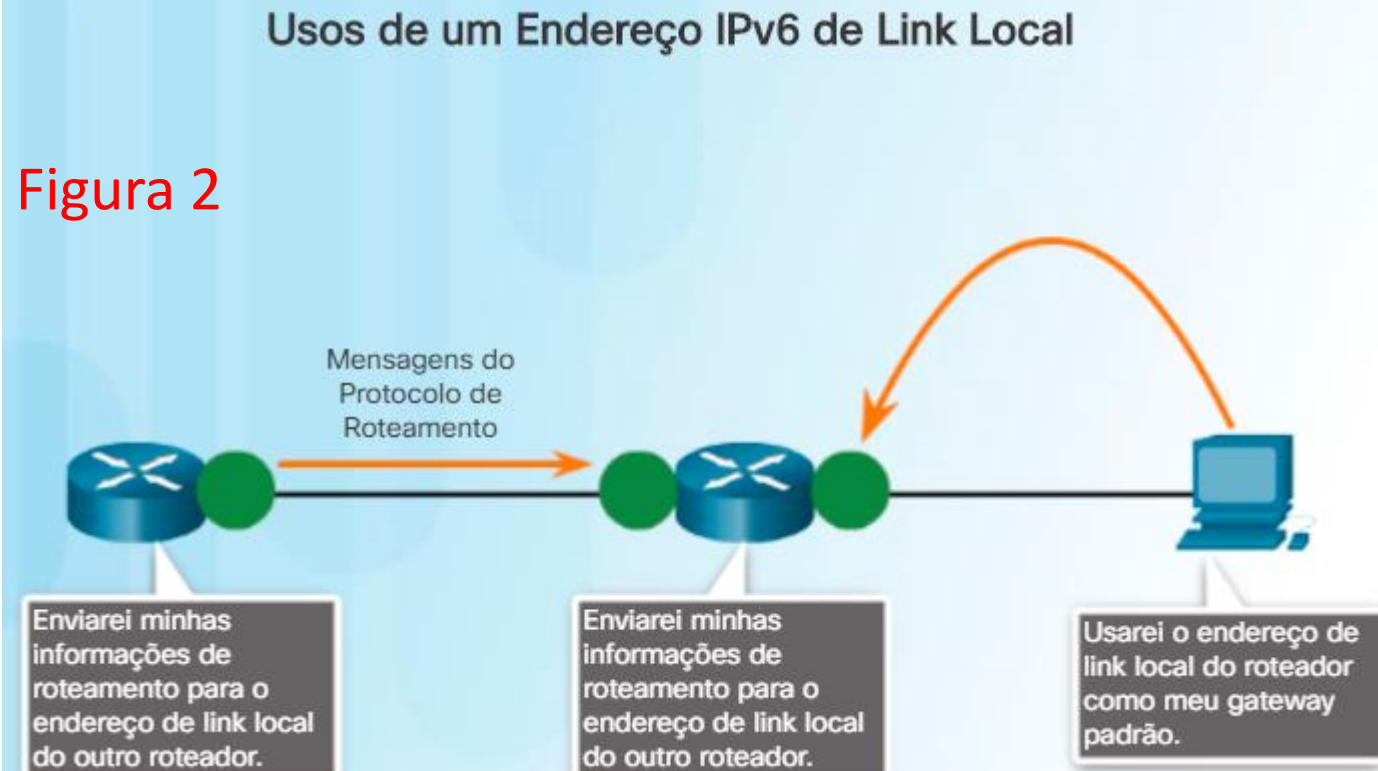 Usos de um Endereço IPv6 de Link Local
Figura 2
Mensagens do
Protocolo de
Roteamento
Enviarei minhas
informações de
roteamento para o
endereço de link local
do outro roteador.
Enviarei minhas
informações de
roteamento para o
endereço de link local
do outro roteador.
Usarei o endereço de
link local do roteador
como meu gateway
padrão.